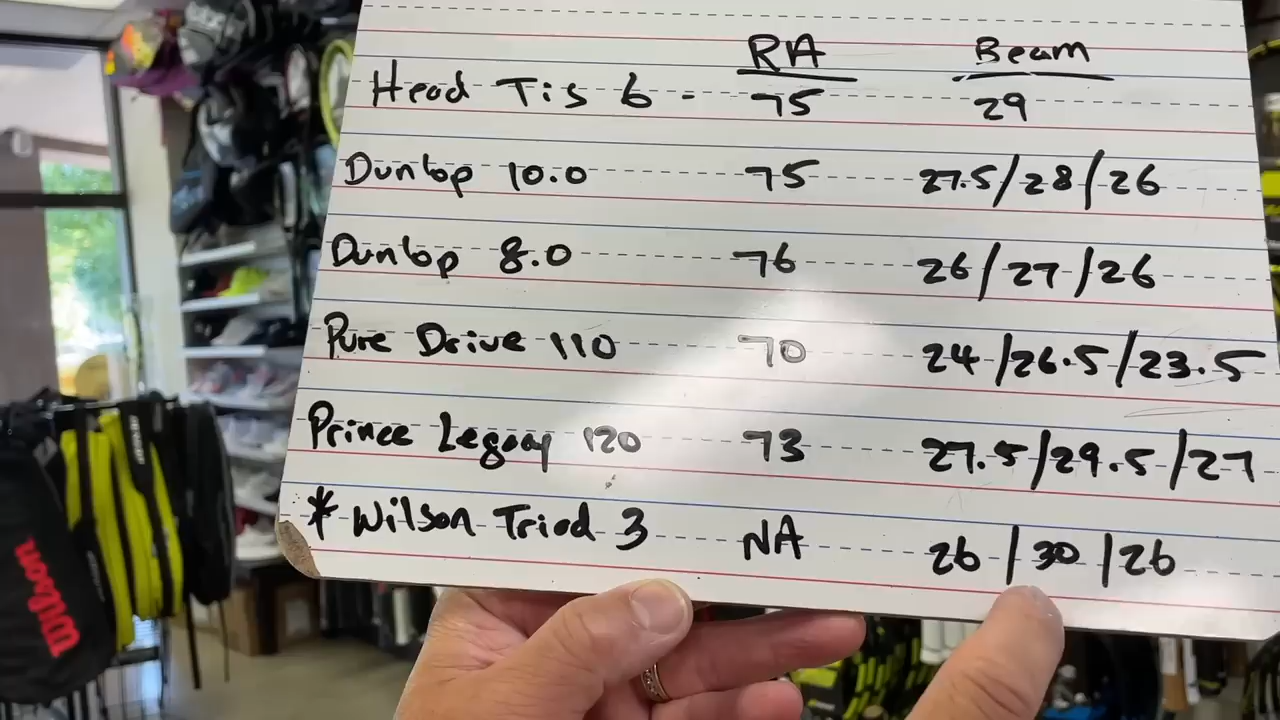 RA Beam
Head Tis 6 - 75 29
Dunlop 10.0 75 27.5/28/26
Dunlop 8.0 76 26/27/26
Pure Drive 110 70 24/26.5/23.5
Prince Legacy 120 73 27.5/29.5/27
* Wilson Triad 3 NA 26/30/26
Wilson